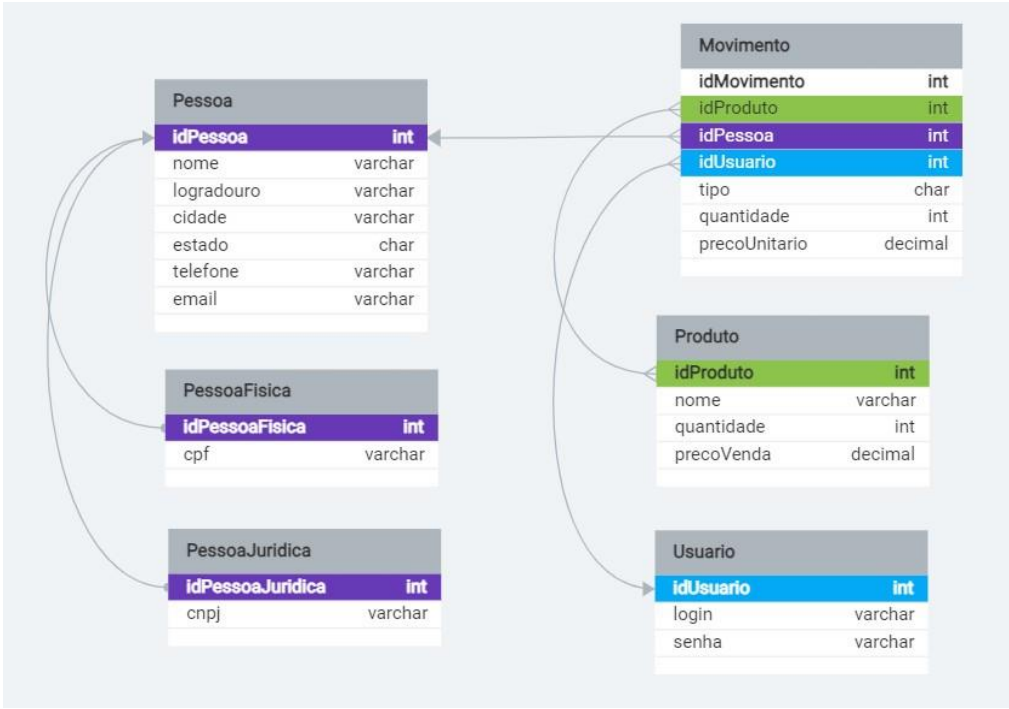 Pessoa
idPessoa int
nome varchar
logradouro varchar
cidade varchar
estado char
telefone varchar
email varchar
PessoaFisica
idPessoaFisica int
cpf varchar
PessoaJuridica
idPessoaJuridica int
cnpj varchar
Movimento
idMovimento int
idProduto int
idPessoa int
idUsuario int
tipo char
quantidade int
precoUnitario decimal
Produto
idProduto int
nome varchar
quantidade int
precoVenda decimal
Usuario
idUsuario int
login varchar
senha varchar